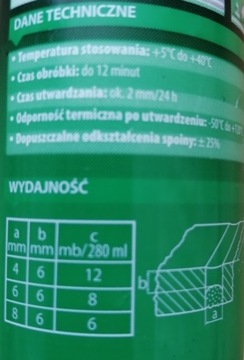 DANE TECHNICZNE
• Temperatura stosowania: +5°C do +40°C
• Czas obróbki: do 12 minut
• Czas utwardzania: ok. 2 mm/24 h
• Odporność termiczna po utwardzeniu: -50°C do
• Dopuszczalne odkształcenia spoiny: ± 25%
WYDAJNOŚĆ
a b c
mm mm mb/280 ml
4 6 12
6 6 8
8 6 6
b
a